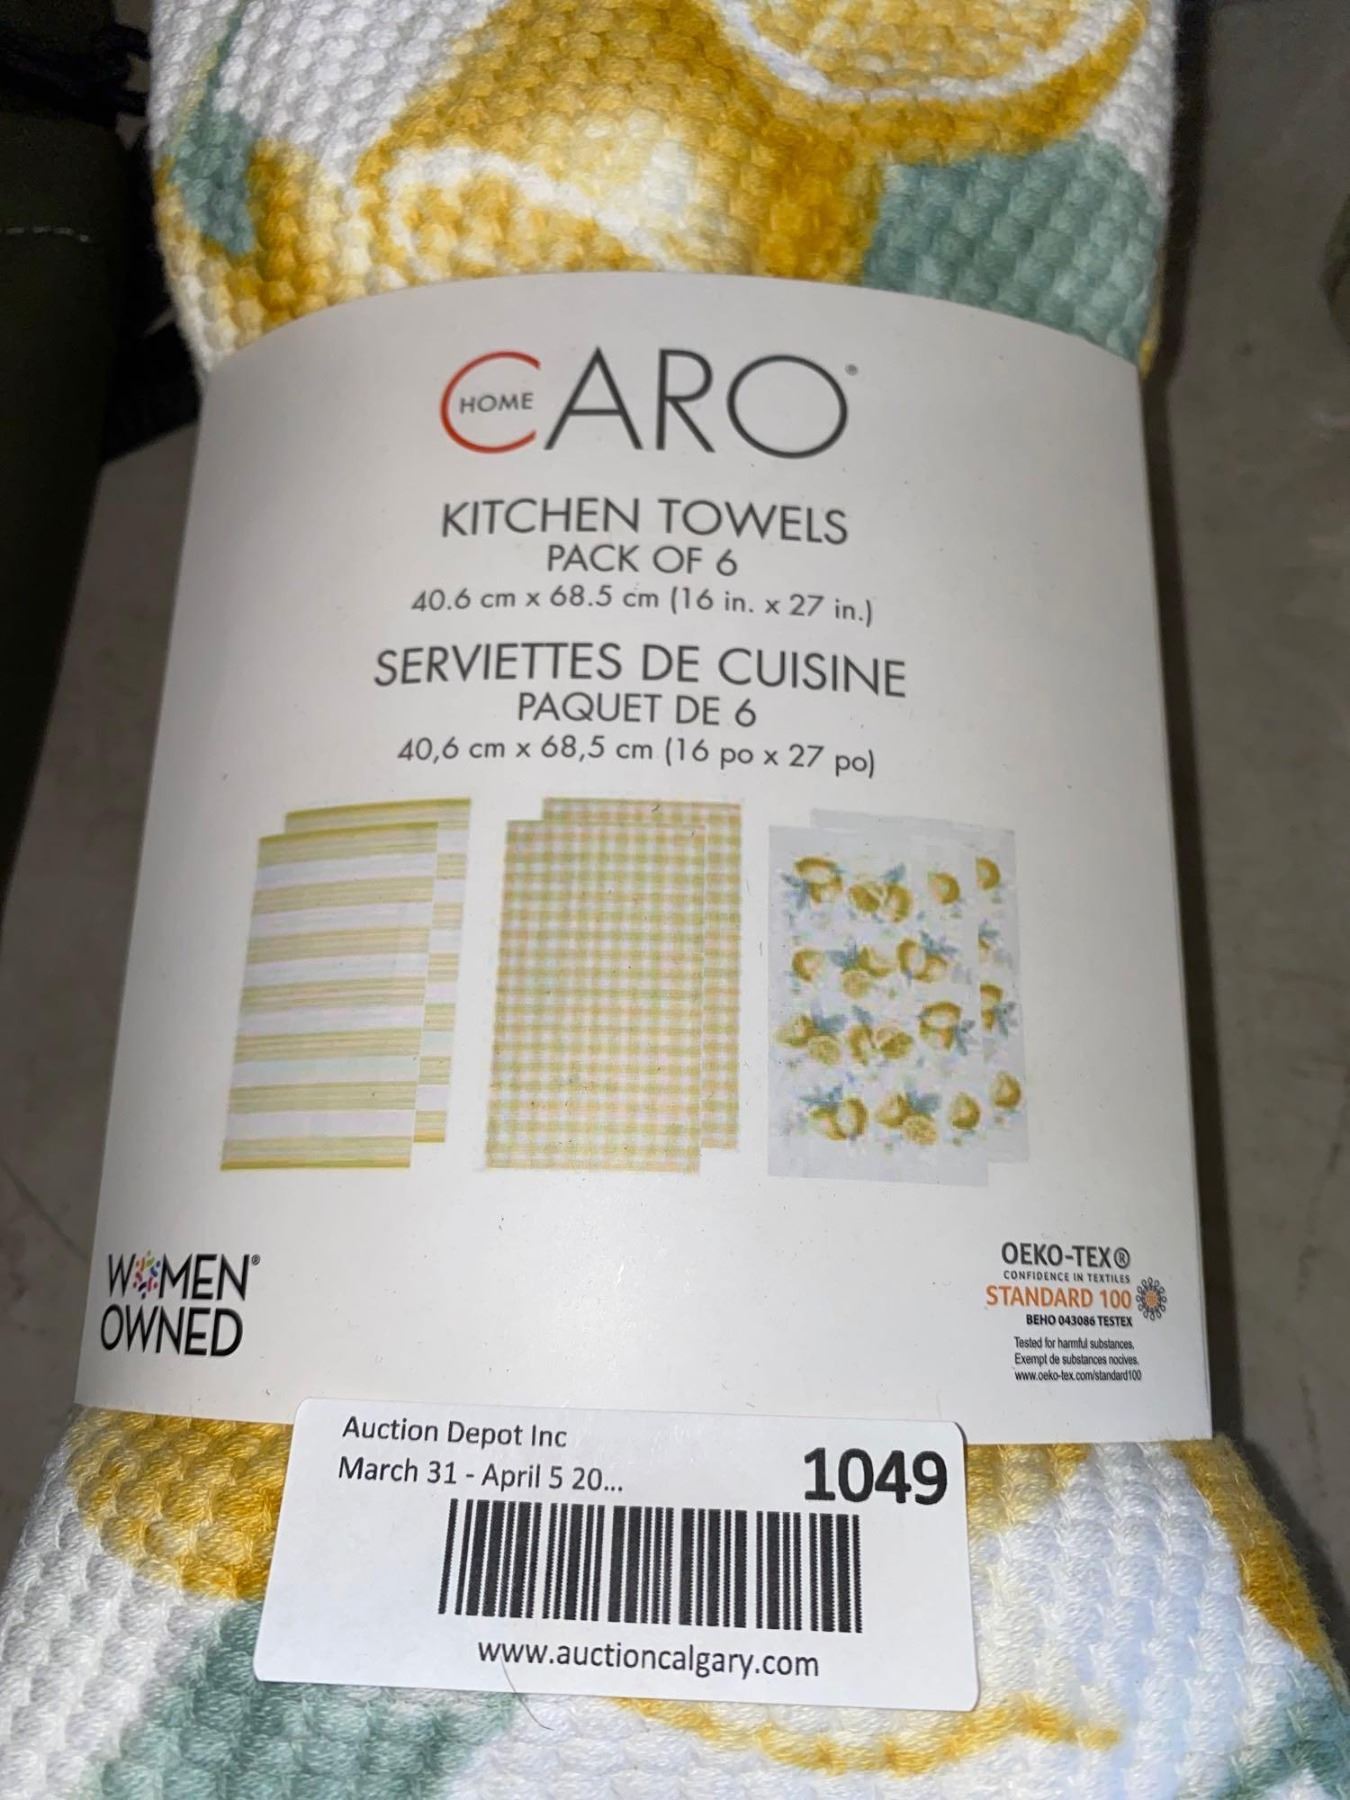 HOME CARO®
KITCHEN TOWELS
PACK OF 6
40.6 cm x 68.5 cm (16 in. x 27 in.)
SERVIETTES DE CUISINE
PAQUET DE 6
40,6 cm x 68,5 cm (16 po x 27 po)
WOMEN®
OWNED
OEKO-TEX®
CONFIDENCE IN TEXTILES
STANDARD 100
BEHO 043086 TESTEX
Tested for harmful substances.
Exempt de substances nocives.
www.oeko-tex.com/standard100
Auction Depot Inc
March 31 - April 5 20...
1049
www.auctioncalgary.com